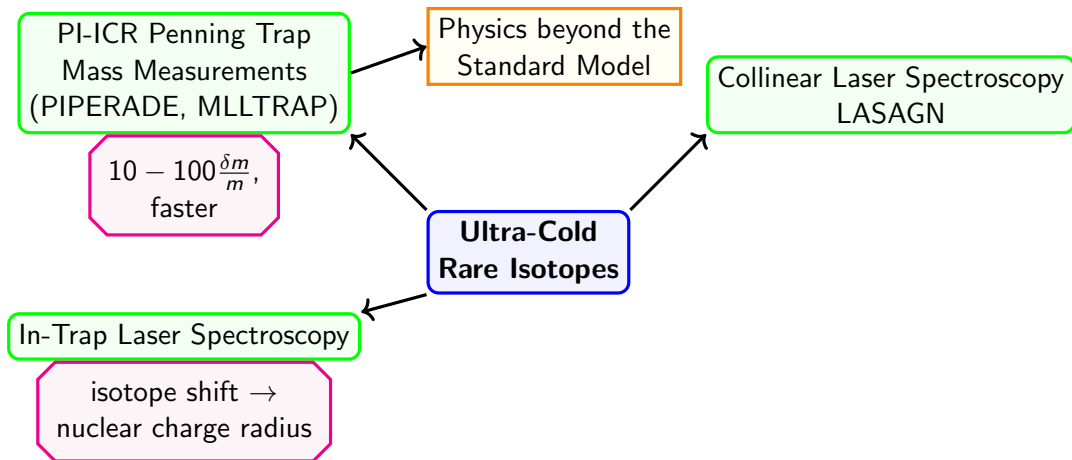 PI-ICR Penning Trap
Mass Measurements
(PIPERADE, MLLTRAP)
10 − 100 δm/m,
faster
Physics beyond the
Standard Model
Collinear Laser Spectroscopy
LASAGN
Ultra-Cold
Rare Isotopes
In-Trap Laser Spectroscopy
isotope shift →
nuclear charge radius